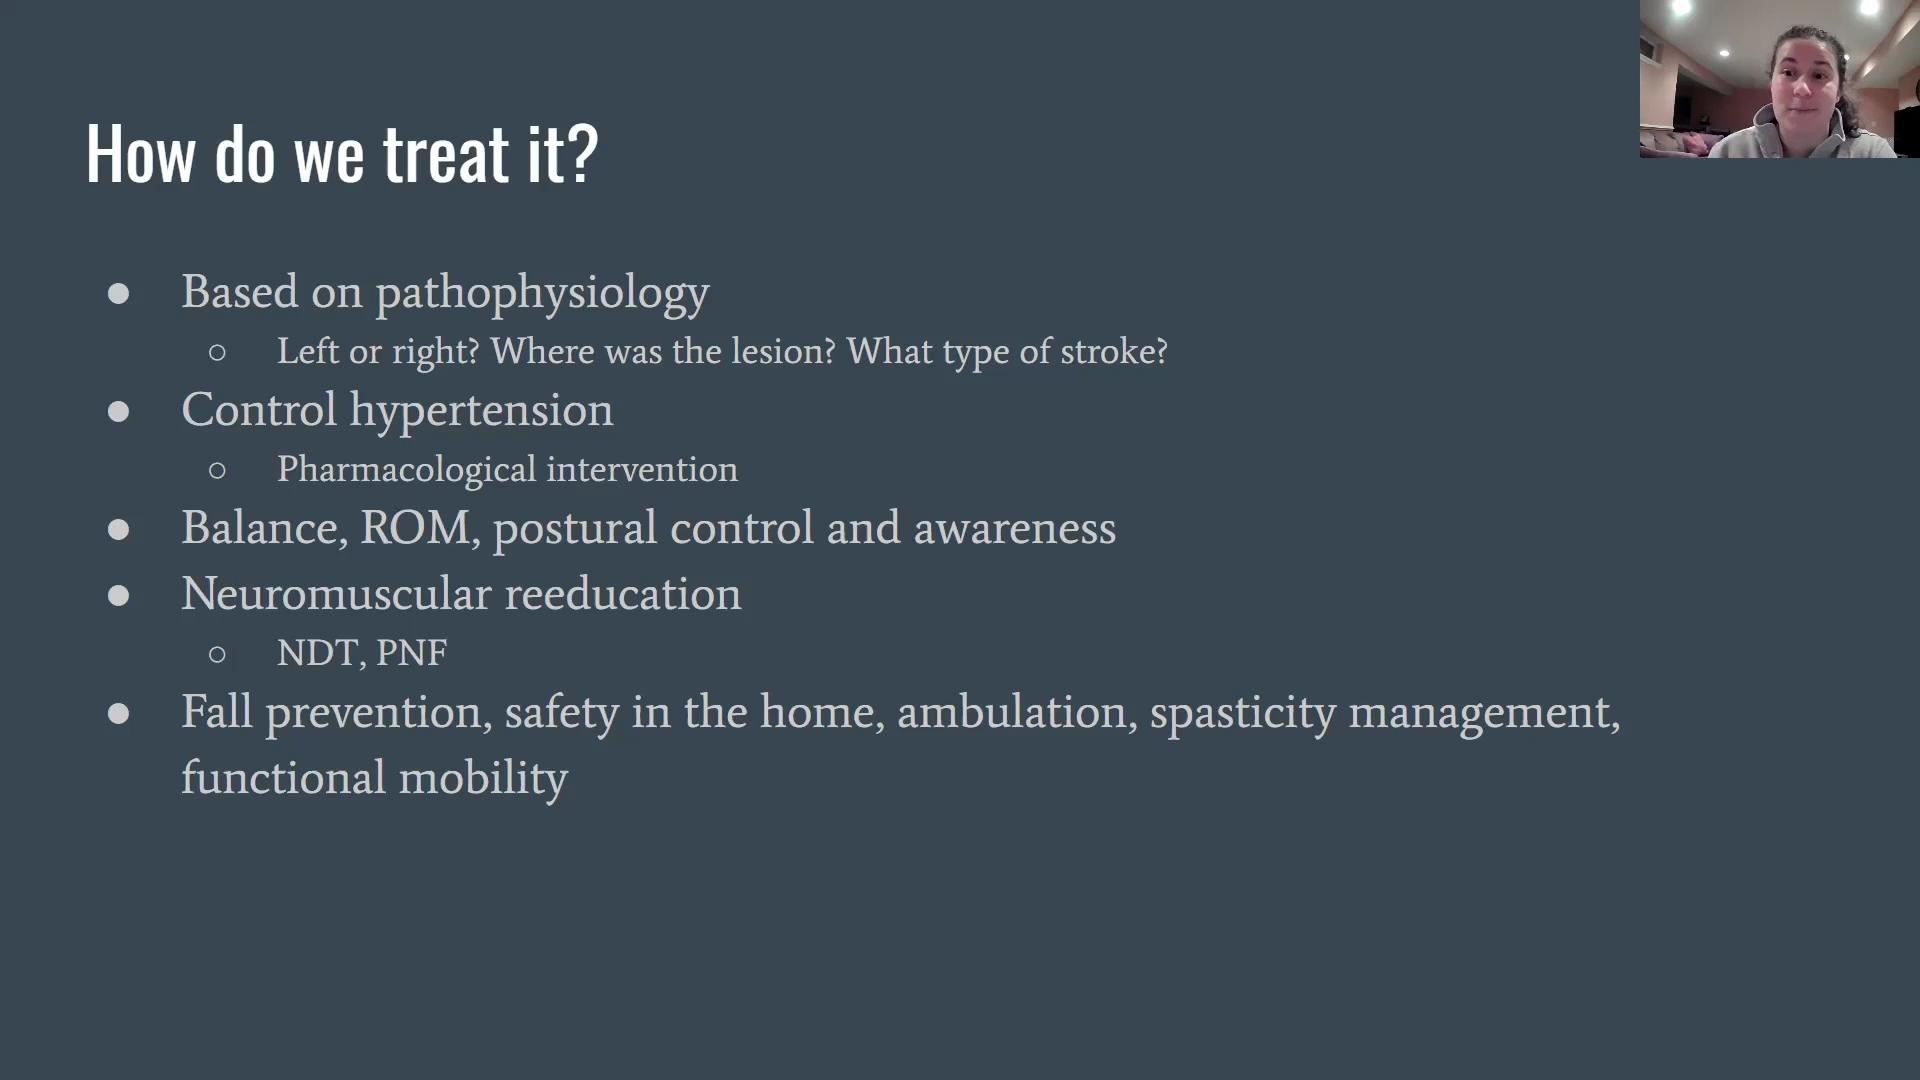 How do we treat it?
● Based on pathophysiology
○ Left or right? Where was the lesion? What type of stroke?
● Control hypertension
○ Pharmacological intervention
● Balance, ROM, postural control and awareness
● Neuromuscular reeducation
○ NDT, PNF
● Fall prevention, safety in the home, ambulation, spasticity management,
functional mobility